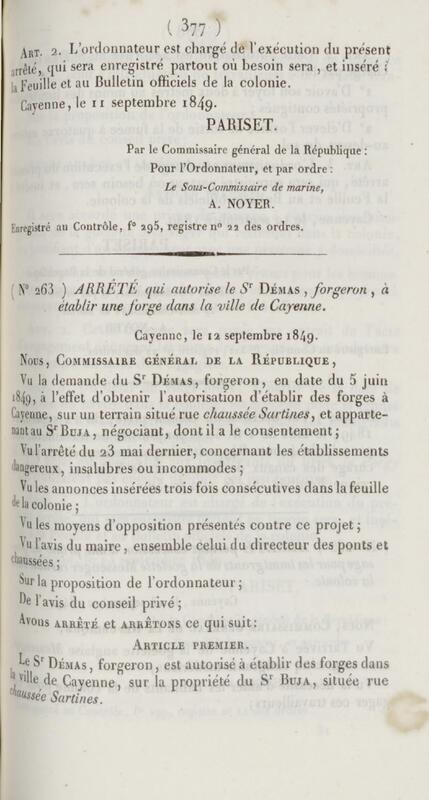 ( 377 )
ART. 2. L'ordonnateur est chargé de l'exécution du présent
arrêté, qui sera enregistré partout où besoin sera, et inséré à
la Feuille et au Bulletin officiels de la colonie.
Cayenne, le 11 septembre 1849.
PARISET.
Par le Commissaire général de la République :
Pour l'Ordonnateur, et par ordre :
Le Sous-Commissaire de marine,
A. NOYER.
Enregistré au Contrôle, f° 295, registre n° 22 des ordres.
( N° 263 ) ARRÊTÉ qui autorise le Sr DÉMAS, forgeron, à
établir une forge dans la ville de Cayenne.
Cayenne, le 12 septembre 1849.
NOUS, COMMISSAIRE GÉNÉRAL DE LA RÉPUBLIQUE,
Vu la demande du Sr DÉMAS, forgeron, en date du 5 juin
1849, à l'effet d'obtenir l'autorisation d'établir des forges à
Cayenne, sur un terrain situé rue chaussée Sartines, et apparte-
nant au Sr BUJA, négociant, dont il a le consentement ;
Vu l'arrêté du 23 mai dernier, concernant les établissements
dangereux, insalubres ou incommodes ;
Vu les annonces insérées trois fois consécutives dans la feuille
de la colonie ;
Vu les moyens d'opposition présentés contre ce projet ;
Vu l'avis du maire, ensemble celui du directeur des ponts et
chaussées ;
Sur la proposition de l'ordonnateur ;
De l'avis du conseil privé ;
AVONS ARRÊTÉ et ARRÊTONS ce qui suit :
ARTICLE PREMIER.
Le Sr DÉMAS, forgeron, est autorisé à établir des forges dans
la ville de Cayenne, sur la propriété du Sr BUJA, située rue
chaussée Sartines.